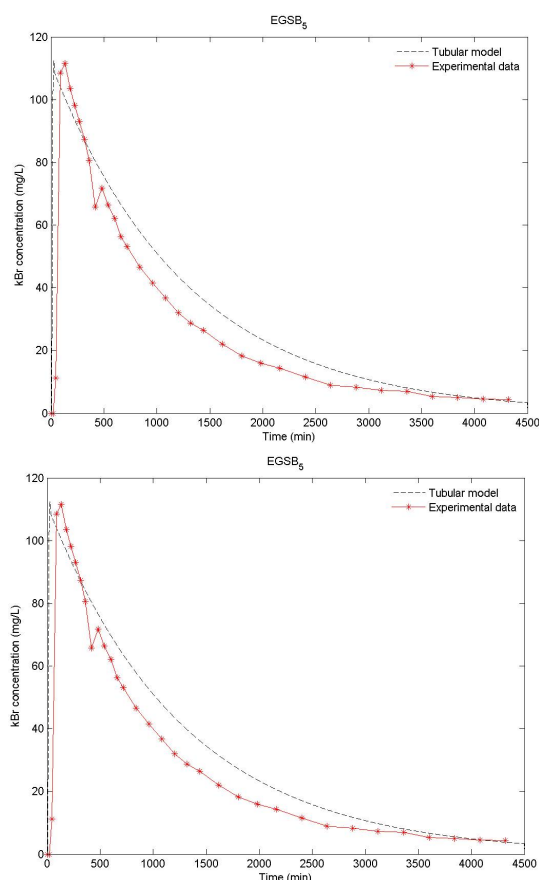 EGSB5
120
100
80
60
40
20
0
kBr concentration (mg/L)
Tubular model
Experimental data
0 500 1000 1500 2000 2500 3000 3500 4000 4500
Time (min)
EGSB5
120
100
80
60
40
20
0
kBr concentration (mg/L)
Tubular model
Experimental data
0 500 1000 1500 2000 2500 3000 3500 4000 4500
Time (min)